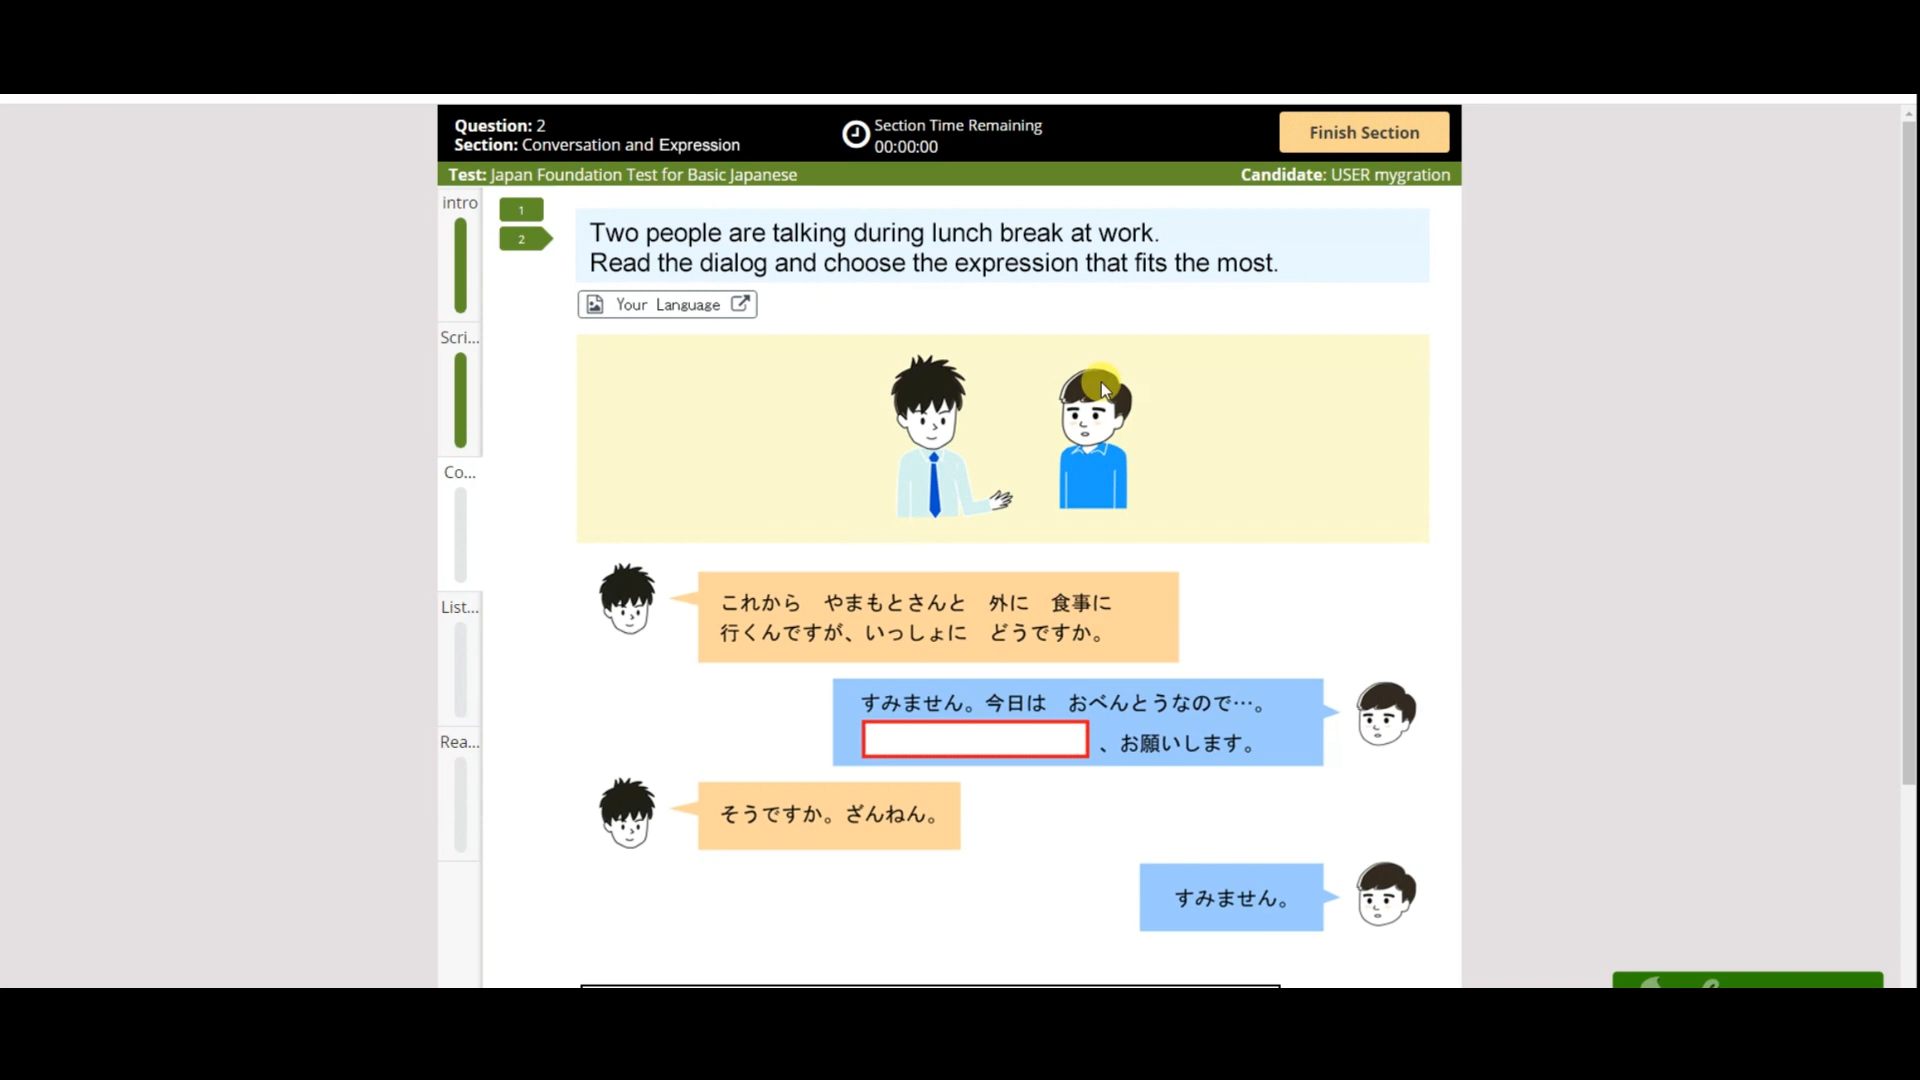 Question: 2
Section: Conversation and Expression
Section Time Remaining
00:00:00
Finish Section
Test: Japan Foundation Test for Basic Japanese
Candidate: USER mygration
intro
Scri...
Co...
List...
Rea...
1
2
Two people are talking during lunch break at work.
Read the dialog and choose the expression that fits the most.
Your Language
これから　やまもとさんと　外に　食事に
行くんですが、いっしょに　どうですか。
すみません。今日は　おべんとうなので…。
、お願いします。
そうですか。ざんねん。
すみません。